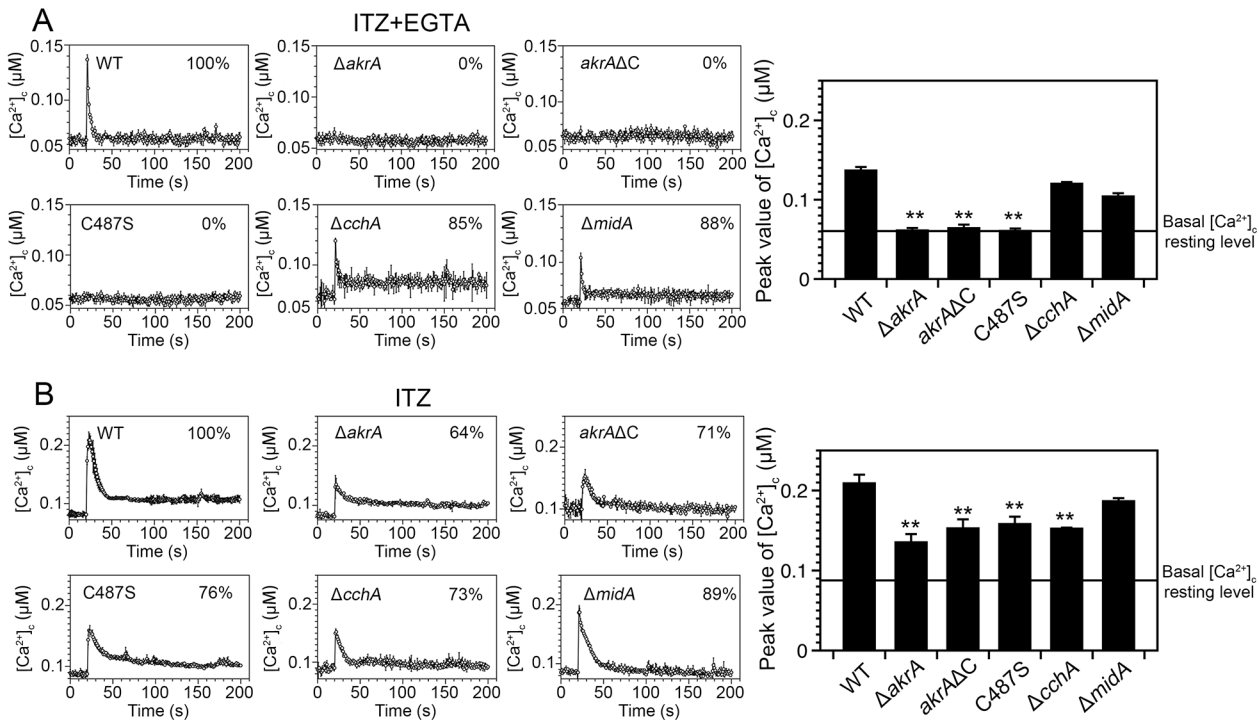 A
ITZ+EGTA
0.15
0.10
0.05
[Ca²⁺]c (µM)
WT 100%
0 50 100 150 200
Time (s)
0.15
0.10
0.05
[Ca²⁺]c (µM)
ΔakrA 0%
0 50 100 150 200
Time (s)
0.15
0.10
0.05
[Ca²⁺]c (µM)
akrAΔC 0%
0 50 100 150 200
Time (s)
0.15
0.10
0.05
[Ca²⁺]c (µM)
C487S 0%
0 50 100 150 200
Time (s)
0.15
0.10
0.05
[Ca²⁺]c (µM)
ΔcchA 85%
0 50 100 150 200
Time (s)
0.15
0.10
0.05
[Ca²⁺]c (µM)
ΔmidA 88%
0 50 100 150 200
Time (s)
Peak value of [Ca²⁺]c (µM)
0.2
0.1
0
** ** **
Basal [Ca²⁺]c
resting level
WT ΔakrA akrAΔC C487S ΔcchA ΔmidA
B
ITZ
0.2
0.1
[Ca²⁺]c (µM)
WT 100%
0 50 100 150 200
Time (s)
0.2
0.1
[Ca²⁺]c (µM)
ΔakrA 64%
0 50 100 150 200
Time (s)
0.2
0.1
[Ca²⁺]c (µM)
akrAΔC 71%
0 50 100 150 200
Time (s)
0.2
0.1
[Ca²⁺]c (µM)
C487S 76%
0 50 100 150 200
Time (s)
0.2
0.1
[Ca²⁺]c (µM)
ΔcchA 73%
0 50 100 150 200
Time (s)
0.2
0.1
[Ca²⁺]c (µM)
ΔmidA 89%
0 50 100 150 200
Time (s)
Peak value of [Ca²⁺]c (µM)
0.2
0.1
0
** ** ** **
Basal [Ca²⁺]c
resting level
WT ΔakrA akrAΔC C487S ΔcchA ΔmidA